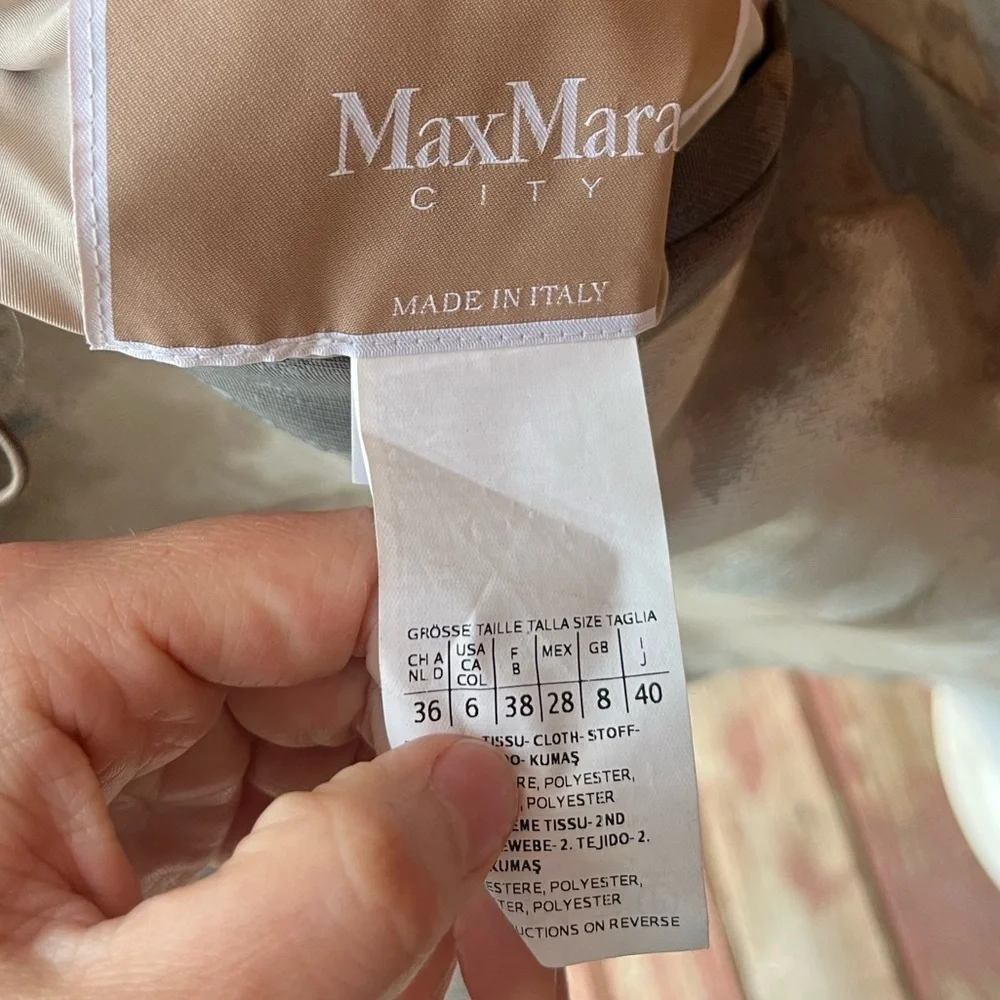 MaxMara
CITY
MADE IN ITALY
GRÖSSE TAILLE TALLA SIZE TAGLIA
CH A USA F MEX GB I
NL D CA B J
COL
36 6 38 28 8 40
TISSU-CLOTH-STOFF-
KUMAŞ
POLYESTER,
, POLYESTER
TISSU-2ND
2. TEJIDO-2.
KUMAŞ
POLYESTER,
POLYESTER
ON REVERSE